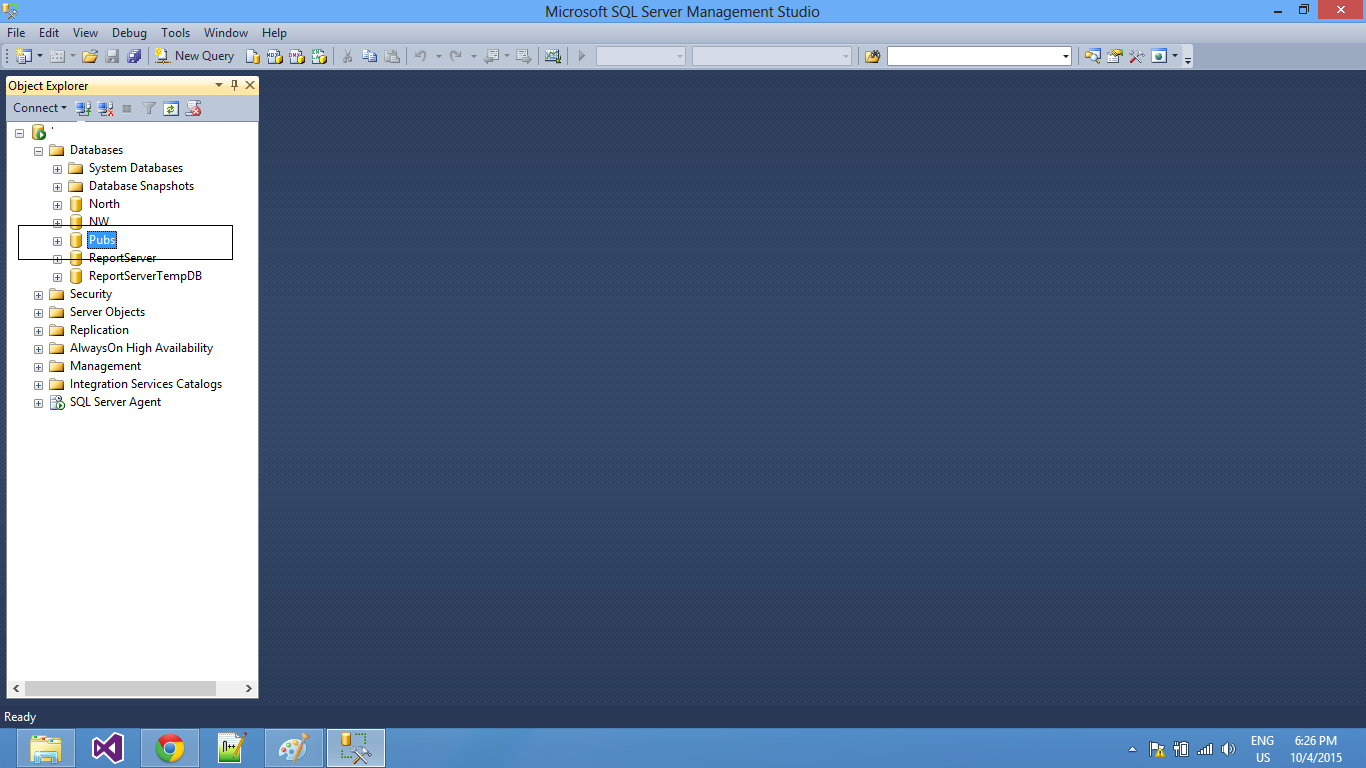 Microsoft SQL Server Management Studio
File Edit View Debug Tools Window Help
New Query
Object Explorer
Connect
Databases
System Databases
Database Snapshots
North
NW
Pubs
ReportServer
ReportServerTempDB
Security
Server Objects
Replication
AlwaysOn High Availability
Management
Integration Services Catalogs
SQL Server Agent
Ready
ENG 6:26 PM
US 10/4/2015